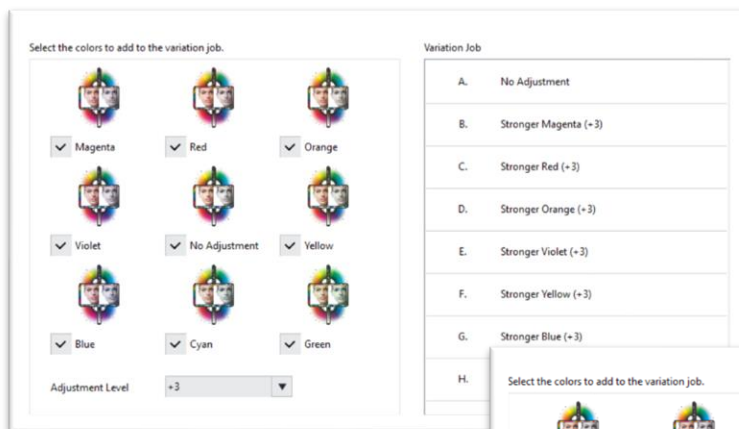 Select the colors to add to the variation job.
Magenta
Red
Orange
Violet
No Adjustment
Yellow
Blue
Cyan
Green
Adjustment Level
+3
Variation Job
A. No Adjustment
B. Stronger Magenta (+3)
C. Stronger Red (+3)
D. Stronger Orange (+3)
E. Stronger Violet (+3)
F. Stronger Yellow (+3)
G. Stronger Blue (+3)
H.
Select the colors to add to the variation job.